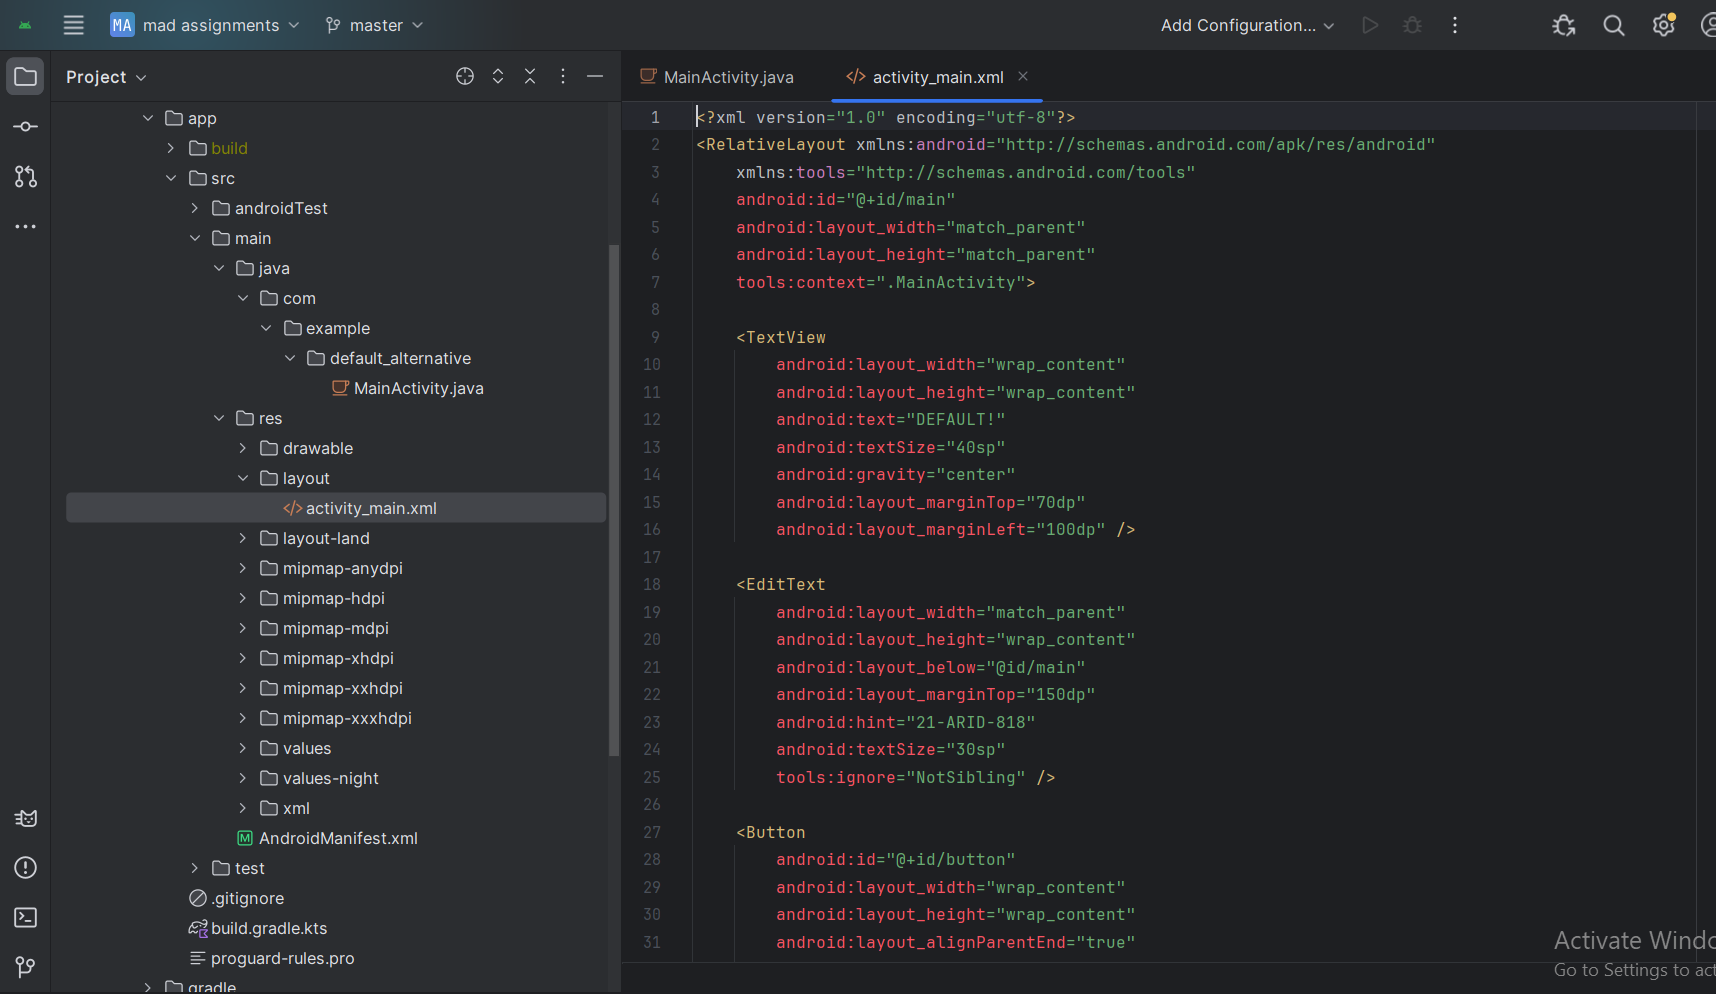 MA mad assignments master Add Configuration...
Project
MainActivity.java activity_main.xml
app
build
src
androidTest
main
java
com
example
default_alternative
MainActivity.java
res
drawable
layout
activity_main.xml
layout-land
mipmap-anydpi
mipmap-hdpi
mipmap-mdpi
mipmap-xhdpi
mipmap-xxhdpi
mipmap-xxxhdpi
values
values-night
xml
M AndroidManifest.xml
test
.gitignore
build.gradle.kts
proguard-rules.pro
gradle
1 <?xml version="1.0" encoding="utf-8"?>
2 <RelativeLayout xmlns:android="http://schemas.android.com/apk/res/android"
3 xmlns:tools="http://schemas.android.com/tools"
4 android:id="@+id/main"
5 android:layout_width="match_parent"
6 android:layout_height="match_parent"
7 tools:context=".MainActivity">
8
9 <TextView
10 android:layout_width="wrap_content"
11 android:layout_height="wrap_content"
12 android:text="DEFAULT!"
13 android:textSize="40sp"
14 android:gravity="center"
15 android:layout_marginTop="70dp"
16 android:layout_marginLeft="100dp" />
17
18 <EditText
19 android:layout_width="match_parent"
20 android:layout_height="wrap_content"
21 android:layout_below="@id/main"
22 android:layout_marginTop="150dp"
23 android:hint="21-ARID-818"
24 android:textSize="30sp"
25 tools:ignore="NotSibling" />
26
27 <Button
28 android:id="@+id/button"
29 android:layout_width="wrap_content"
30 android:layout_height="wrap_content"
31 android:layout_alignParentEnd="true"
Activate Windo
Go to Settings to act